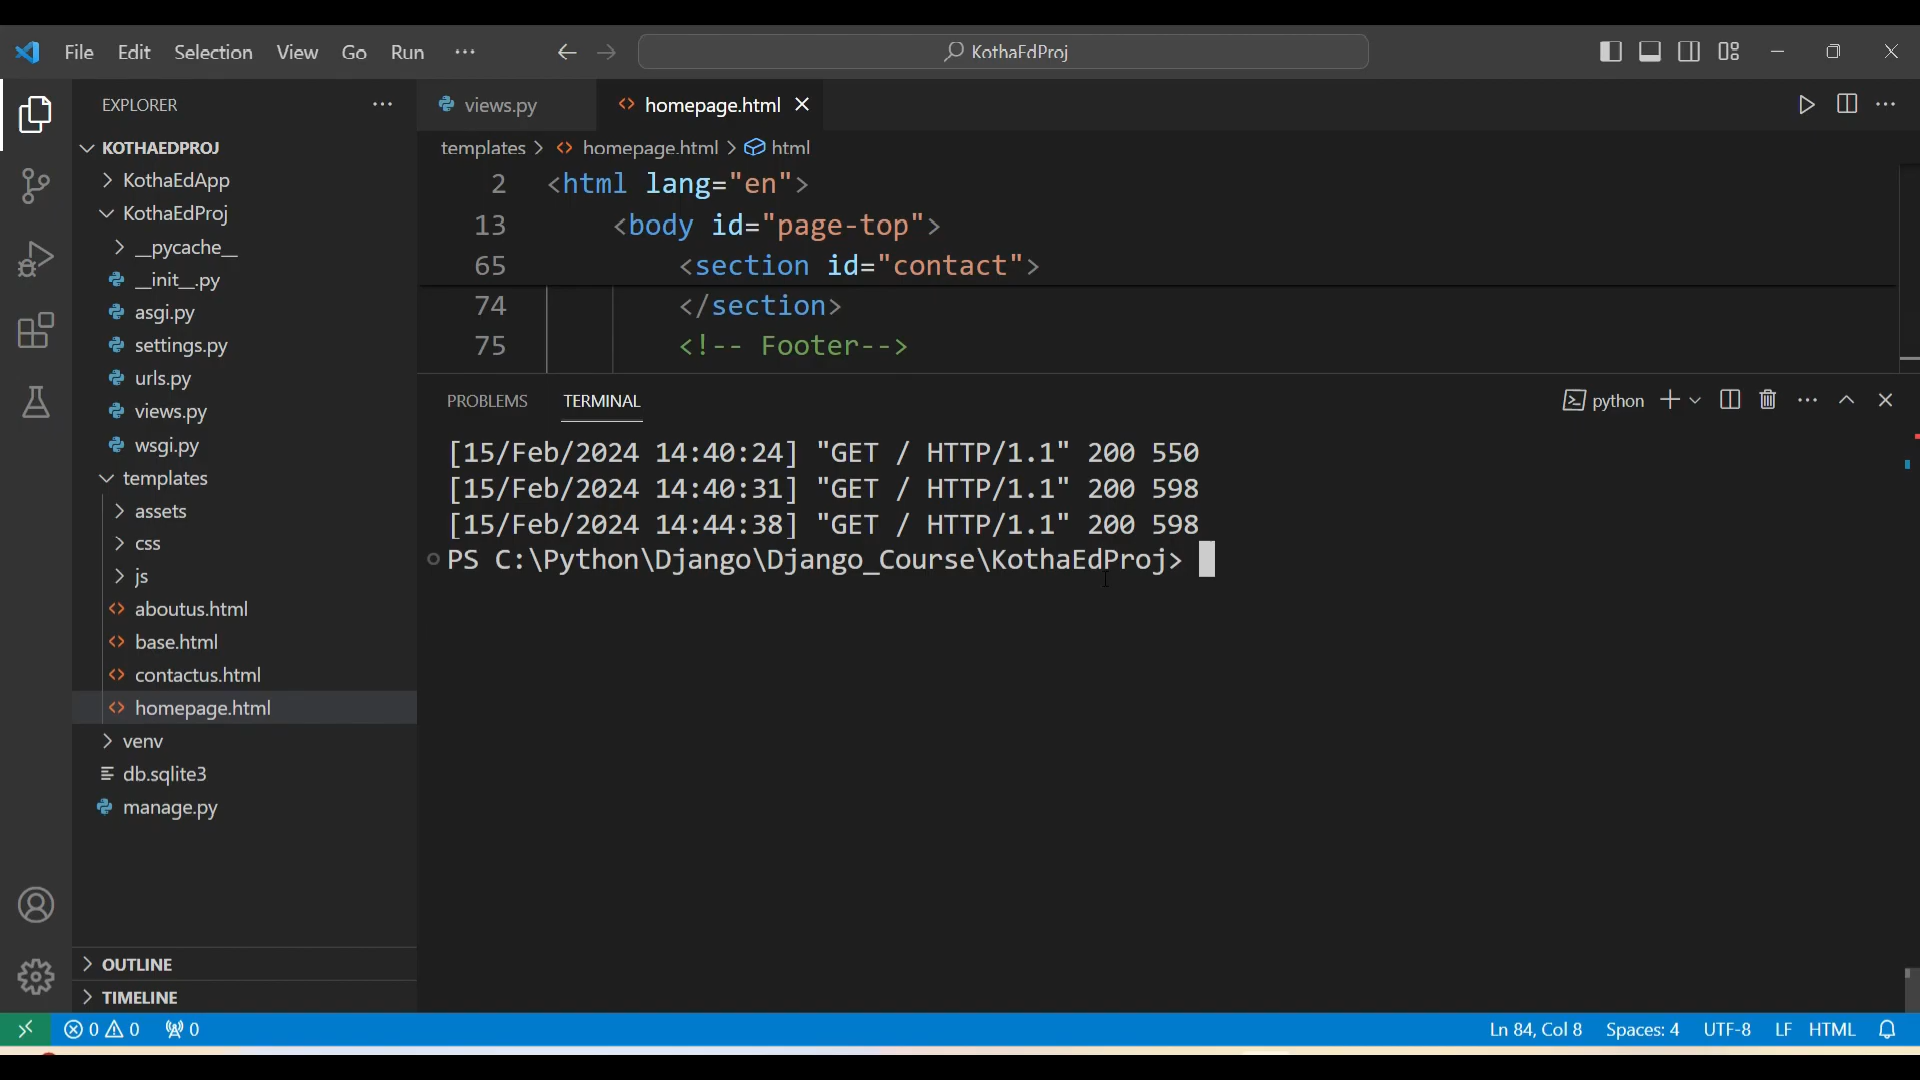 File Edit Selection View Go Run ···
KothaEdProj
EXPLORER ···
KOTHAEDPROJ
KothaEdApp
KothaEdProj
__pycache__
__init__.py
asgi.py
settings.py
urls.py
views.py
wsgi.py
templates
assets
css
js
aboutus.html
base.html
contactus.html
homepage.html
venv
db.sqlite3
manage.py
OUTLINE
TIMELINE
views.py homepage.html
templates > homepage.html > html
2 <html lang="en">
13 <body id="page-top">
65 <section id="contact">
74 </section>
75 <!-- Footer-->
PROBLEMS TERMINAL python
[15/Feb/2024 14:40:24] "GET / HTTP/1.1" 200 550
[15/Feb/2024 14:40:31] "GET / HTTP/1.1" 200 598
[15/Feb/2024 14:44:38] "GET / HTTP/1.1" 200 598
PS C:\Python\Django\Django_Course\KothaEdProj>
0 0 0 Ln 84, Col 8 Spaces: 4 UTF-8 LF HTML